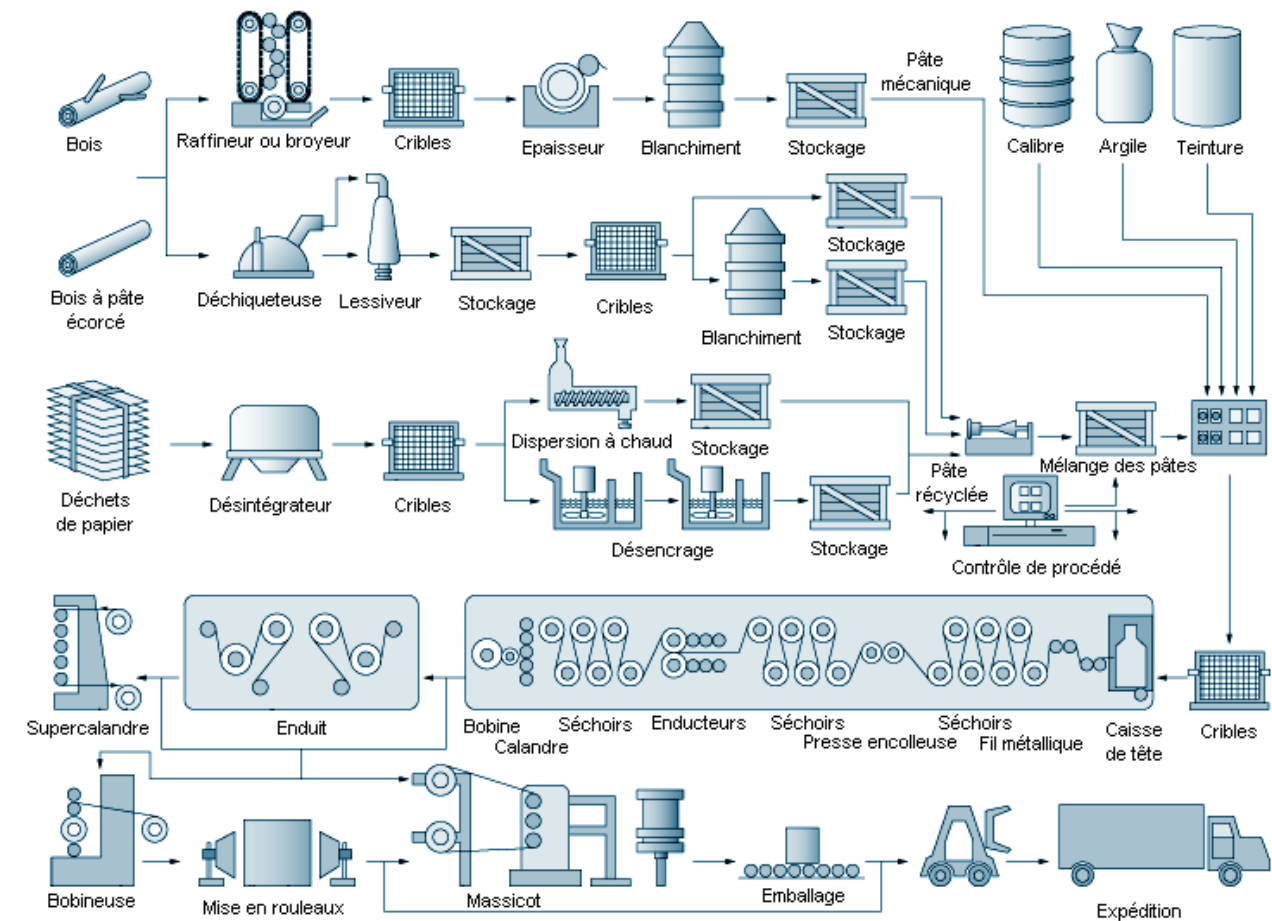 Pâte
mécanique
Bois
Raffineur ou broyeur
Cribles
Epaisseur
Blanchiment
Stockage
Calibre
Argile
Teinture
Stockage
Bois à pâte
écorcé
Déchiqueteuse
Lessiveur
Stockage
Cribles
Blanchiment
Stockage
Dispersion à chaud
Stockage
Déchets
de papier
Désintégrateur
Cribles
Désencrage
Stockage
Pâte
récyclée
Mélange des pâtes
Contrôle de procédé
Supercalandre
Enduit
Bobine
Calandre
Séchoirs
Enducteurs
Séchoirs
Presse encolleuse
Séchoirs
Fil métallique
Caisse
de tête
Cribles
Bobineuse
Mise en rouleaux
Massicot
Emballage
Expédition